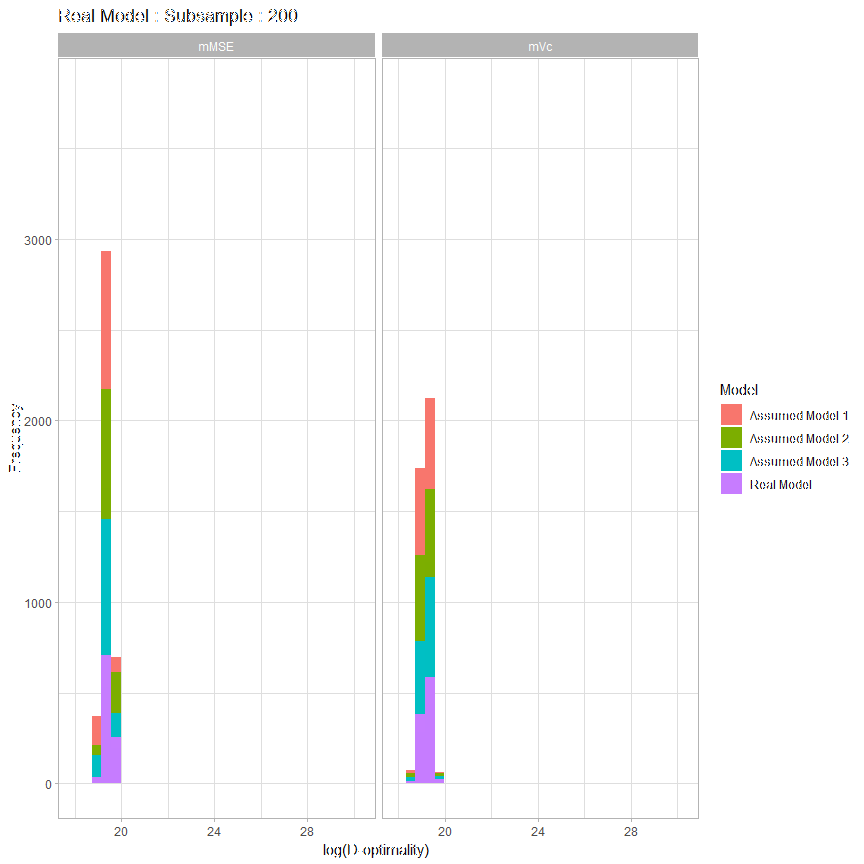 Real Model :: Subsample : 200
mMSE
mVc
3000
2000
1000
0
Frequency
20
24
28
20
24
28
log(D-optimality)
Model
Assumed Model 1
Assumed Model 2
Assumed Model 3
Real Model